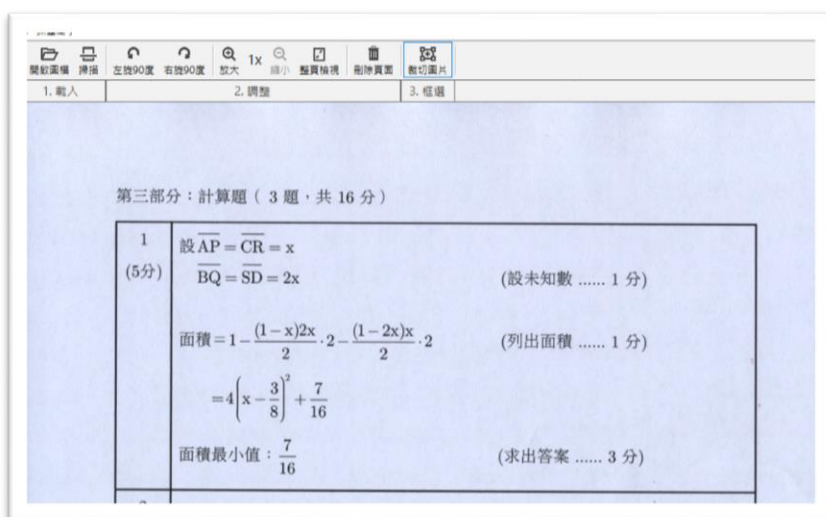 開啟圖檔 掃描 左旋90度 右旋90度 放大 1x 縮小 整頁檢視 刪除頁面 裁切圖片
1. 載入 2. 調整 3. 框選
第三部分：計算題（ 3 題，共 16 分）
1 設 AP = CR = x
(5分) BQ = SD = 2x (設未知數 ...... 1 分)
面積 = 1 − (1 − x)2x/2 · 2 − (1 − 2x)x/2 · 2 (列出面積 ...... 1 分)
= 4(x − 3/8)² + 7/16
面積最小值：7/16 (求出答案 ...... 3 分)